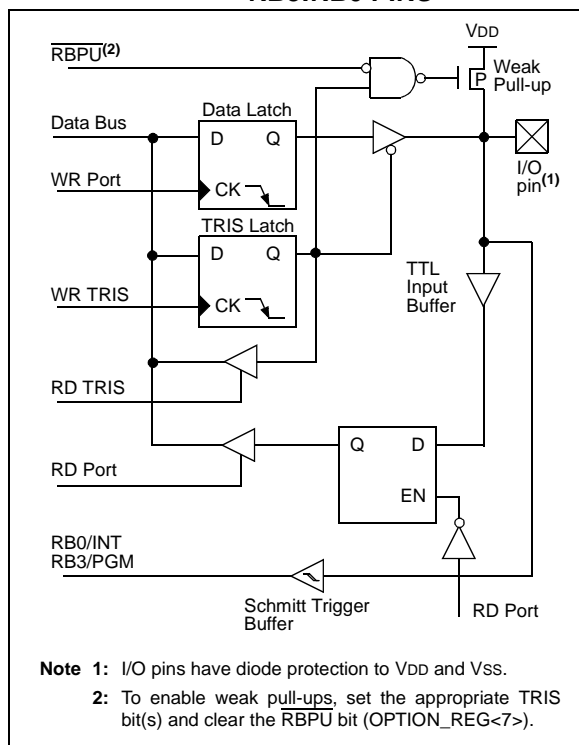 VDD
RBPU(2)
Weak
P
Pull-up
Data Latch
Data Bus
D Q
I/O
pin(1)
WR Port
CK
TRIS Latch
D Q
TTL
Input
Buffer
WR TRIS
CK
RD TRIS
Q D
RD Port
EN
RB0/INT
RB3/PGM
Schmitt Trigger
Buffer
RD Port
Note 1: I/O pins have diode protection to VDD and VSS.
2: To enable weak pull-ups, set the appropriate TRIS
bit(s) and clear the RBPU bit (OPTION_REG<7>).